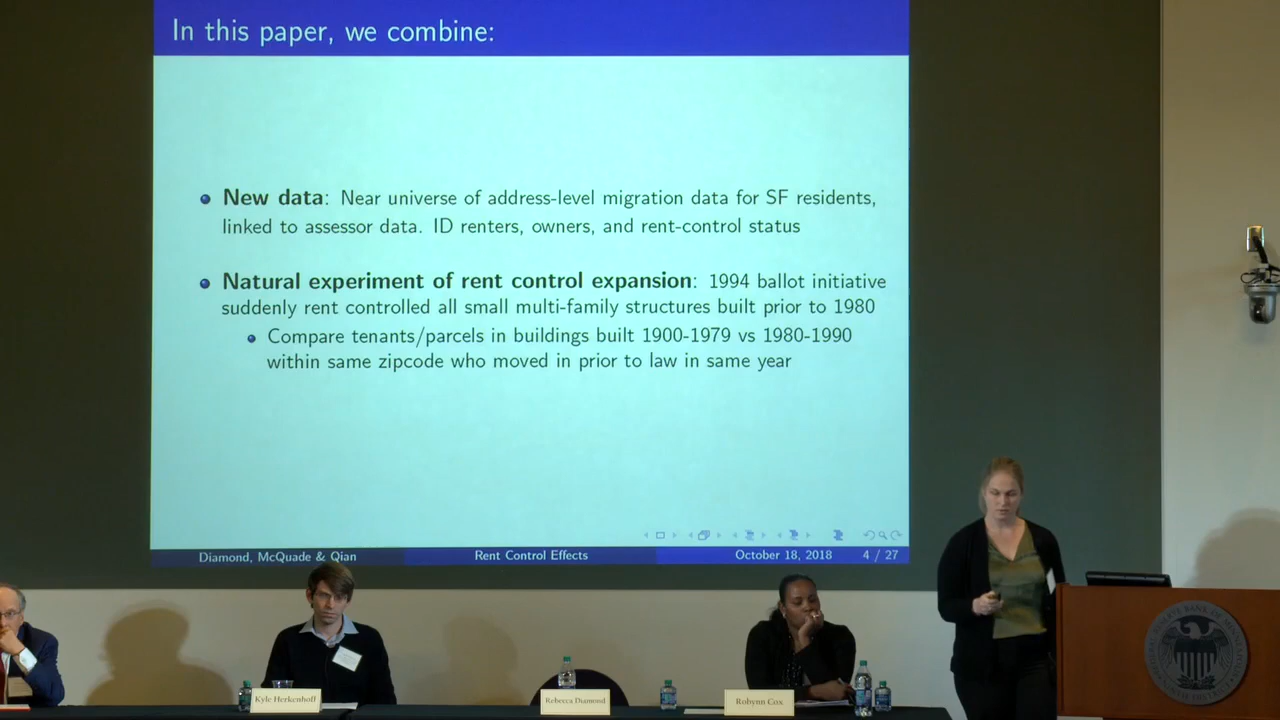 In this paper, we combine:
New data: Near universe of address-level migration data for SF residents,
linked to assessor data. ID renters, owners, and rent-control status
Natural experiment of rent control expansion: 1994 ballot initiative
suddenly rent controlled all small multi-family structures built prior to 1980
Compare tenants/parcels in buildings built 1900-1979 vs 1980-1990
within same zipcode who moved in prior to law in same year
Diamond, McQuade & Qian
Rent Control Effects
October 18, 2018
4 / 27
Kyle Herkenhoff
Rebecca Diamond
Robynn Cox